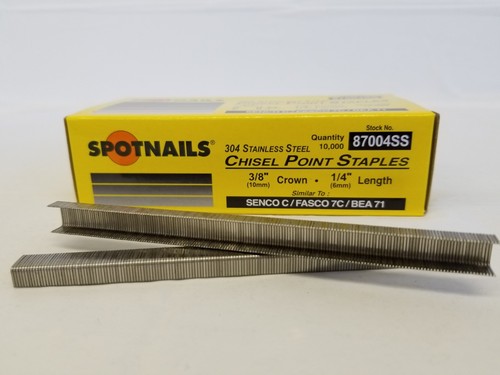 SPOTNAILS®
304 STAINLESS STEEL
Quantity
10,000
Stock No.
87004SS
CHISEL POINT STAPLES
3/8" Crown • 1/4" Length
(10mm) (6mm)
Similar To:
SENCO C / FASCO 7C / BEA 71